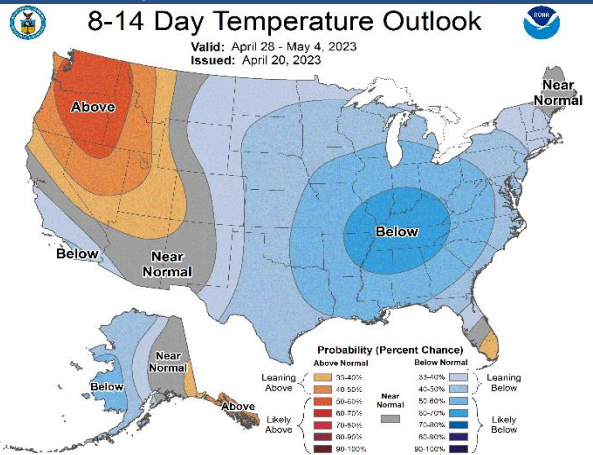 8-14 Day Temperature Outlook
Valid: April 28 - May 4, 2023
Issued: April 20, 2023
NOAA
Above
Near
Normal
Below
Below
Near
Normal
Near
Normal
Below
Above
Probability (Percent Chance)
Above Normal
Below Normal
Leaning
Above
33-40%
40-50%
Likely
Above
50-60%
60-70%
70-80%
80-90%
90-100%
Near
Normal
33-40%
40-50%
Leaning
Below
50-60%
60-70%
70-80%
80-90%
90-100%
Likely
Below